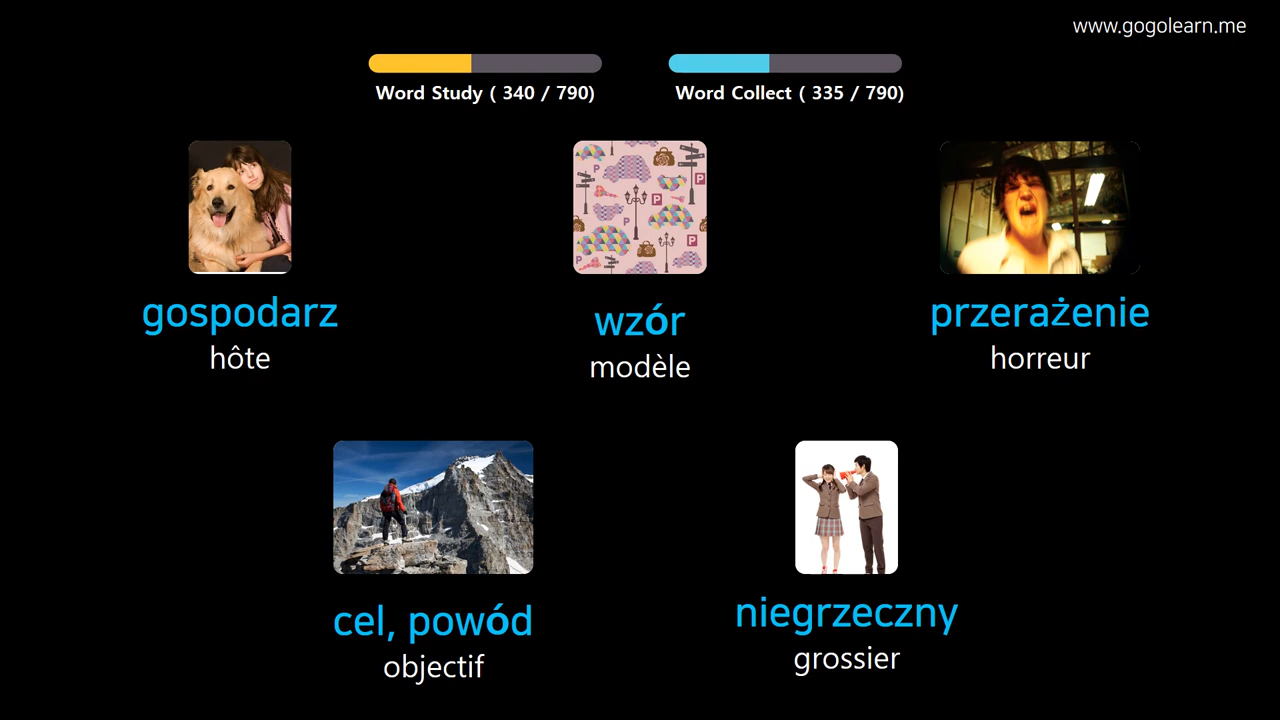 www.gogolearn.me
Word Study ( 340 / 790)
Word Collect ( 335 / 790)
gospodarz
hôte
wzór
modèle
przerażenie
horreur
cel, powód
objectif
niegrzeczny
grossier